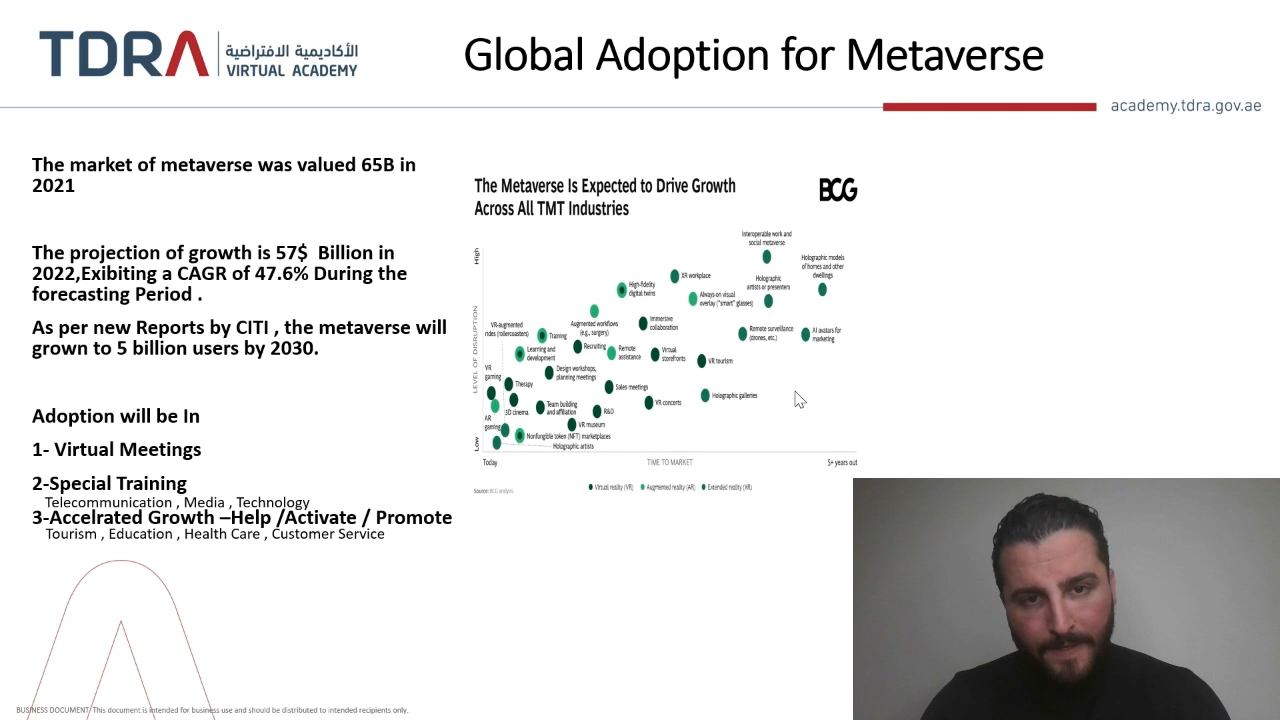 TDRA
الأكاديمية الافتراضية
VIRTUAL ACADEMY
Global Adoption for Metaverse
academy.tdra.gov.ae
The market of metaverse was valued 65B in
2021
The projection of growth is 57$ Billion in
2022,Exibiting a CAGR of 47.6% During the
forecasting Period .
As per new Reports by CITI , the metaverse will
grown to 5 billion users by 2030.
Adoption will be In
1- Virtual Meetings
2-Special Training
Telecommunication , Media , Technology
3-Accelrated Growth –Help /Activate / Promote
Tourism , Education , Health Care , Customer Service
The Metaverse Is Expected to Drive Growth
Across All TMT Industries
BCG
High
LEVEL OF DISRUPTION
Low
Interoperable work and
social metaverse
Holographic models
of homes and other
dwellings
XR workplace
Holographic
artists or presenters
High-fidelity
digital twins
Always-on visual
overlay ("smart" glasses)
Augmented workflows
(e.g., surgery)
Immersive
collaboration
VR-augmented
rides (rollercoasters)
Training
Remote surveillance
(drones, etc.)
AI avatars for
marketing
Recruiting
Remote
assistance
Virtual
storefronts
Learning and
development
VR tourism
VR
gaming
Design workshops,
planning meetings
Therapy
Sales meetings
Holographic galleries
3D cinema
Team building
and affiliation
R&D
VR concerts
AR
gaming
VR museum
Nonfungible token (NFT) marketplaces
Holographic artists
Today
TIME TO MARKET
5+ years out
Source: BCG analysis.
Virtual reality (VR)
Augmented reality (AR)
Extended reality (XR)
BUSINESS DOCUMENT This document is intended for business use and should be distributed to intended recipients only.